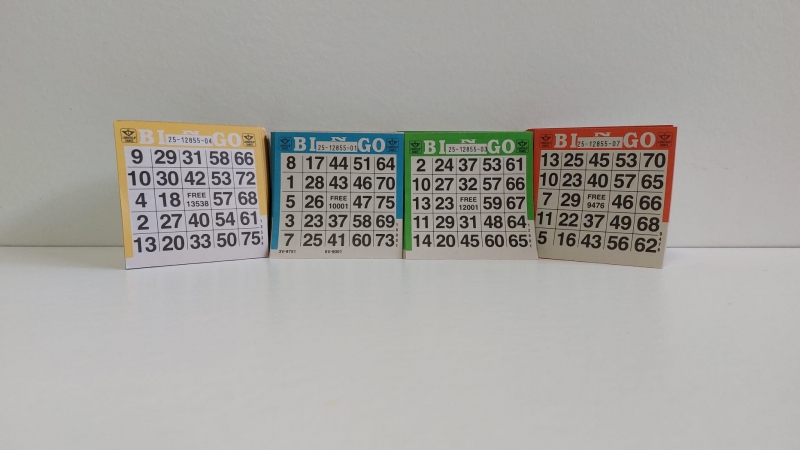 BINGO
25-12855-04
9 29 31 58 66
10 30 42 53 72
4 18 FREE 13538 57 68
2 27 40 54 61
13 20 33 50 75
BINGO
25-12855-01
8 17 44 51 64
1 28 43 46 70
5 26 FREE 10001 47 75
3 23 37 58 69
7 25 41 60 73
BINGO
25-12855-03
2 24 37 53 61
10 27 32 57 66
13 23 FREE 12001 59 67
11 29 31 48 64
14 20 45 60 65
BINGO
25-12855-07
13 25 45 53 70
10 23 40 57 65
7 29 FREE 9476 46 66
11 22 37 49 68
5 16 43 56 62